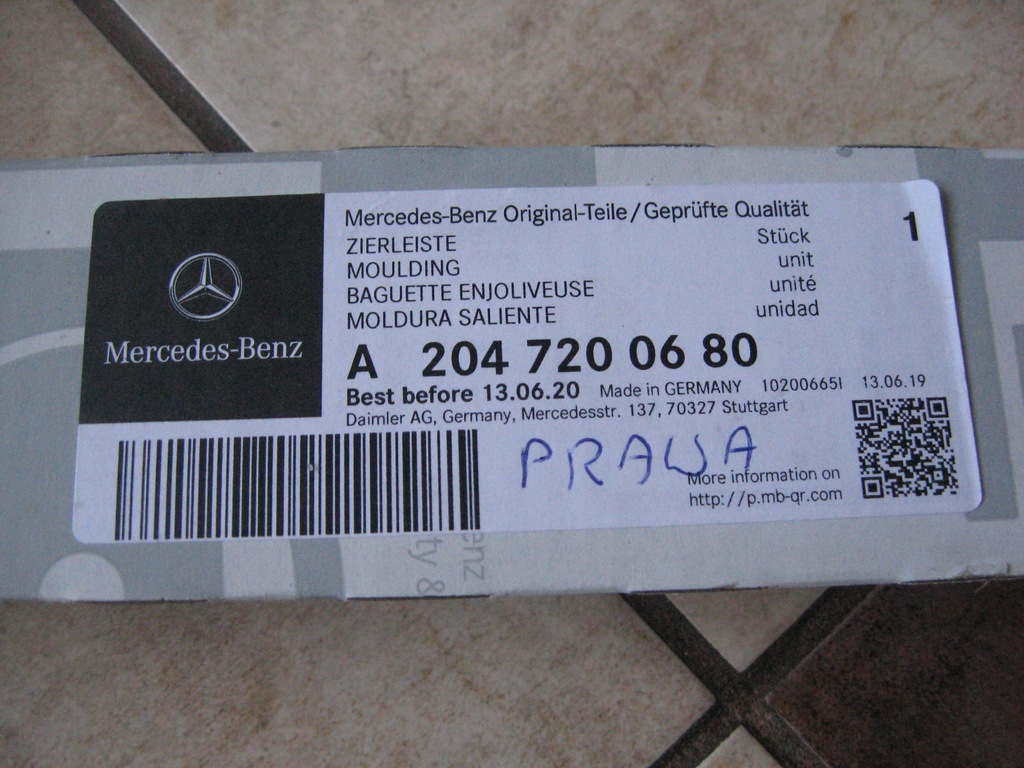 Mercedes-Benz
Mercedes-Benz Original-Teile/Geprüfte Qualität
1
ZIERLEISTE Stück
MOULDING unit
BAGUETTE ENJOLIVEUSE unité
MOLDURA SALIENTE unidad
A 204 720 06 80
Best before 13.06.20 Made in GERMANY 10200665I 13.06.19
Daimler AG, Germany, Mercedesstr. 137, 70327 Stuttgart
PRAWA
More information on
http://p.mb-qr.com
enz
ty &